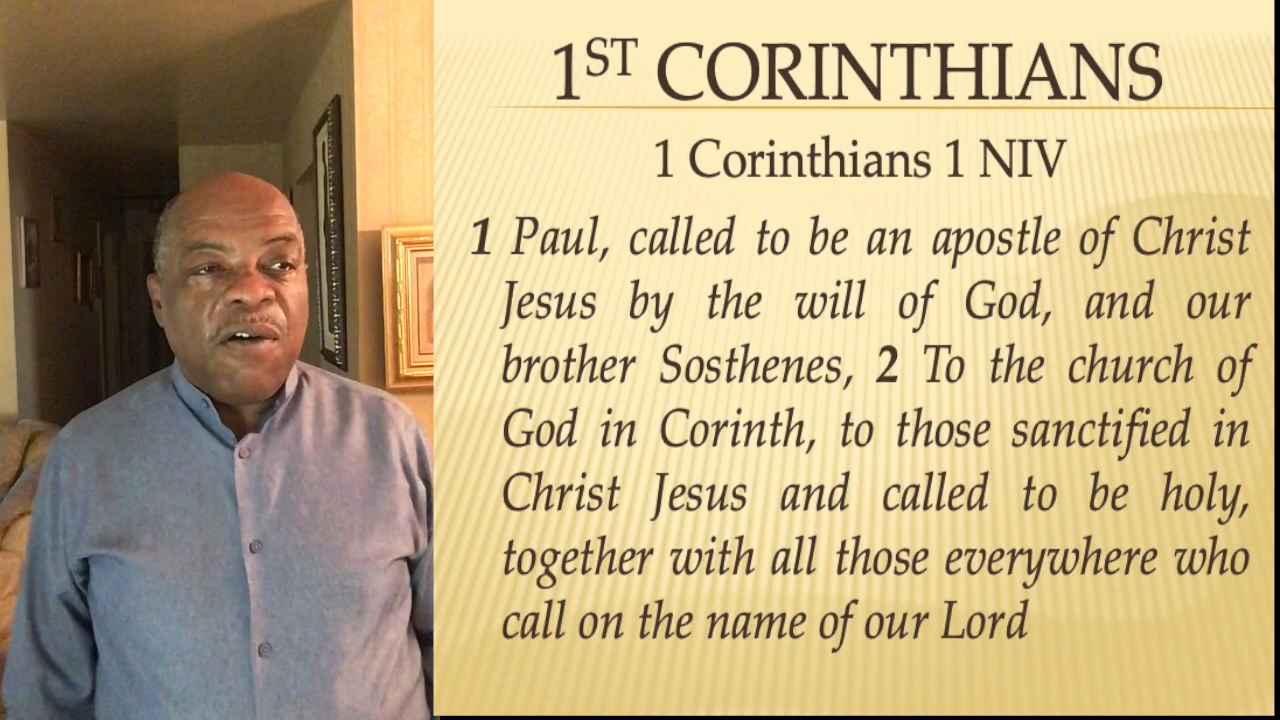 1ST CORINTHIANS
1 Corinthians 1 NIV
1 Paul, called to be an apostle of Christ
Jesus by the will of God, and our
brother Sosthenes, 2 To the church of
God in Corinth, to those sanctified in
Christ Jesus and called to be holy,
together with all those everywhere who
call on the name of our Lord